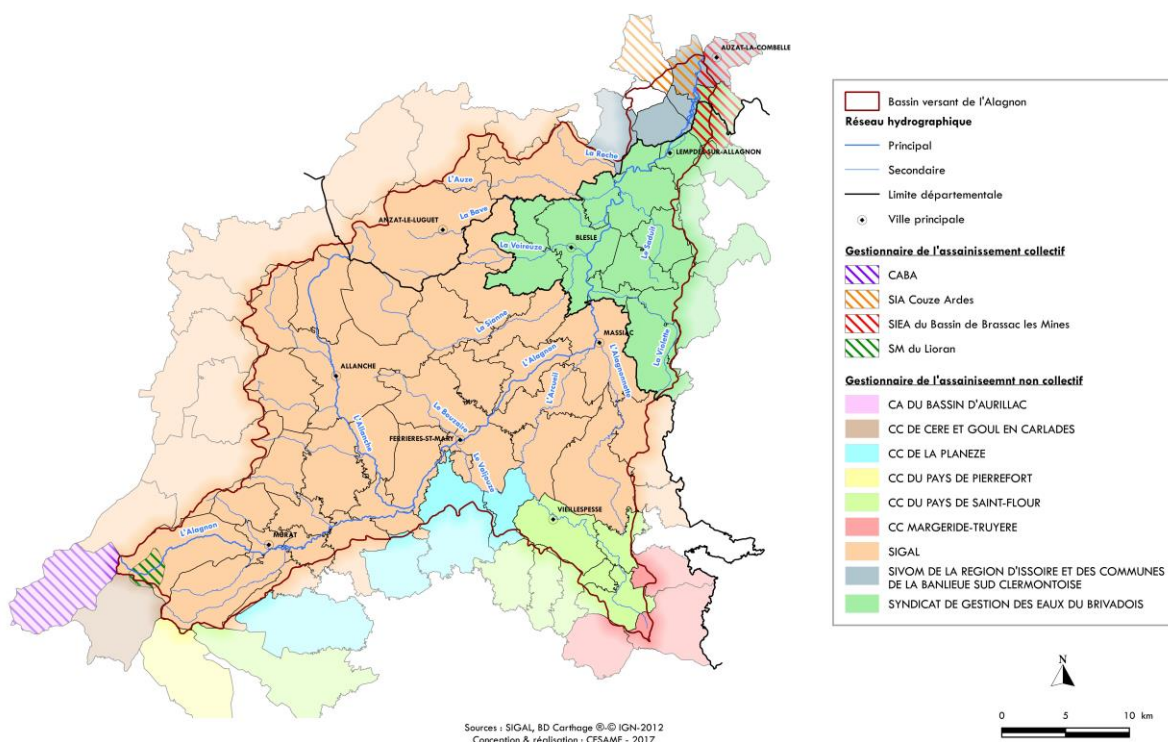 AUZAT-LA-COMBELLE
LEMPDES-SUR-ALLAGNON
La Roche
L'Auze
La Bave
ANZAT-LE-LUGUET
La Voireuze
BLESLE
Le Saduit
La Sianne
MASSIAC
La Violette
L'Alagnon
L'Alagnonnette
ALLANCHE
L'Arcueil
Le Bouzaire
L'Allanche
FERRIERES-ST-MARY
Le Valjouze
VIEILLESPESSE
L'Alagnon
MURAT
Bassin versant de l'Alagnon
Réseau hydrographique
Principal
Secondaire
Limite départementale
Ville principale
Gestionnaire de l'assainissement collectif
CABA
SIA Couze Ardes
SIEA du Bassin de Brassac les Mines
SM du Lioran
Gestionnaire de l'assainiseemnt non collectif
CA DU BASSIN D'AURILLAC
CC DE CERE ET GOUL EN CARLADES
CC DE LA PLANEZE
CC DU PAYS DE PIERREFORT
CC DU PAYS DE SAINT-FLOUR
CC MARGERIDE-TRUYERE
SIGAL
SIVOM DE LA REGION D'ISSOIRE ET DES COMMUNES
DE LA BANLIEUE SUD CLERMONTOISE
SYNDICAT DE GESTION DES EAUX DU BRIVADOIS
N
0 5 10 km
Sources : SIGAL, BD Carthage ®-© IGN-2012
Conception & réalisation : CESAME - 2017